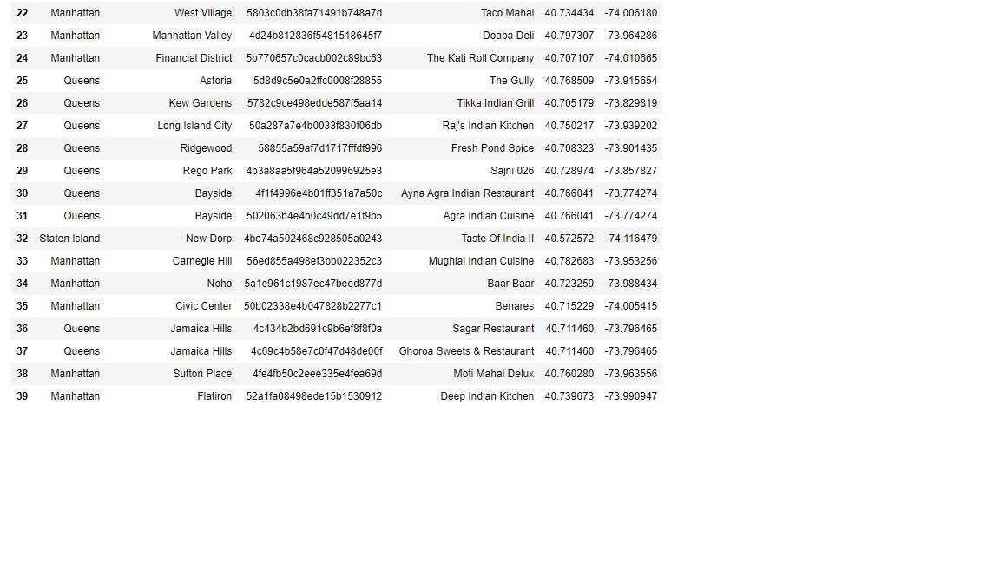 22 Manhattan West Village 5803c0db38fa71491b748a7d Taco Mahal 40.734434 -74.006180
23 Manhattan Manhattan Valley 4d24b812836f5481518645f7 Doaba Deli 40.797307 -73.964286
24 Manhattan Financial District 5b770657c0cacb002c89bc63 The Kati Roll Company 40.707107 -74.010665
25 Queens Astoria 5d8d9c5e0a2ffc0008f28855 The Gully 40.768509 -73.915654
26 Queens Kew Gardens 5782c9ce498edde587f5aa14 Tikka Indian Grill 40.705179 -73.829819
27 Queens Long Island City 50a287a7e4b0033f830f06db Raj's Indian Kitchen 40.750217 -73.939202
28 Queens Ridgewood 58855a59af7d1717fffdf996 Fresh Pond Spice 40.708323 -73.901435
29 Queens Rego Park 4b3a8aa5f964a520996925e3 Sajni 026 40.728974 -73.857827
30 Queens Bayside 4f1f4996e4b01ff351a7a50c Ayna Agra Indian Restaurant 40.766041 -73.774274
31 Queens Bayside 502063b4e4b0c49dd7e1f9b5 Agra Indian Cuisine 40.766041 -73.774274
32 Staten Island New Dorp 4be74a502468c928505a0243 Taste Of India II 40.572572 -74.116479
33 Manhattan Carnegie Hill 56ed855a498ef3bb022352c3 Mughlai Indian Cuisine 40.782683 -73.953256
34 Manhattan Noho 5a1e961c1987ec47beed877d Baar Baar 40.723259 -73.988434
35 Manhattan Civic Center 50b02338e4b047828b2277c1 Benares 40.715229 -74.005415
36 Queens Jamaica Hills 4c434b2bd691c9b6ef8f8f0a Sagar Restaurant 40.711460 -73.796465
37 Queens Jamaica Hills 4c69c4b58e7c0f47d48de00f Ghoroa Sweets & Restaurant 40.711460 -73.796465
38 Manhattan Sutton Place 4fe4fb50c2eee335e4fea69d Moti Mahal Delux 40.760280 -73.963556
39 Manhattan Flatiron 52a1fa08498ede15b1530912 Deep Indian Kitchen 40.739673 -73.990947